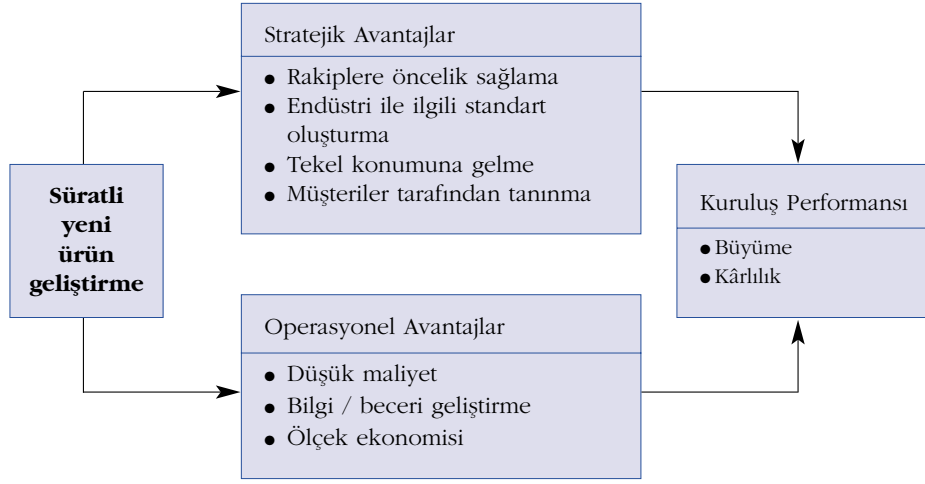 Süratli
yeni
ürün
geliştirme
Stratejik Avantajlar
● Rakiplere öncelik sağlama
● Endüstri ile ilgili standart
oluşturma
● Tekel konumuna gelme
● Müşteriler tarafından tanınma
Operasyonel Avantajlar
● Düşük maliyet
● Bilgi / beceri geliştirme
● Ölçek ekonomisi
Kuruluş Performansı
● Büyüme
● Kârlılık